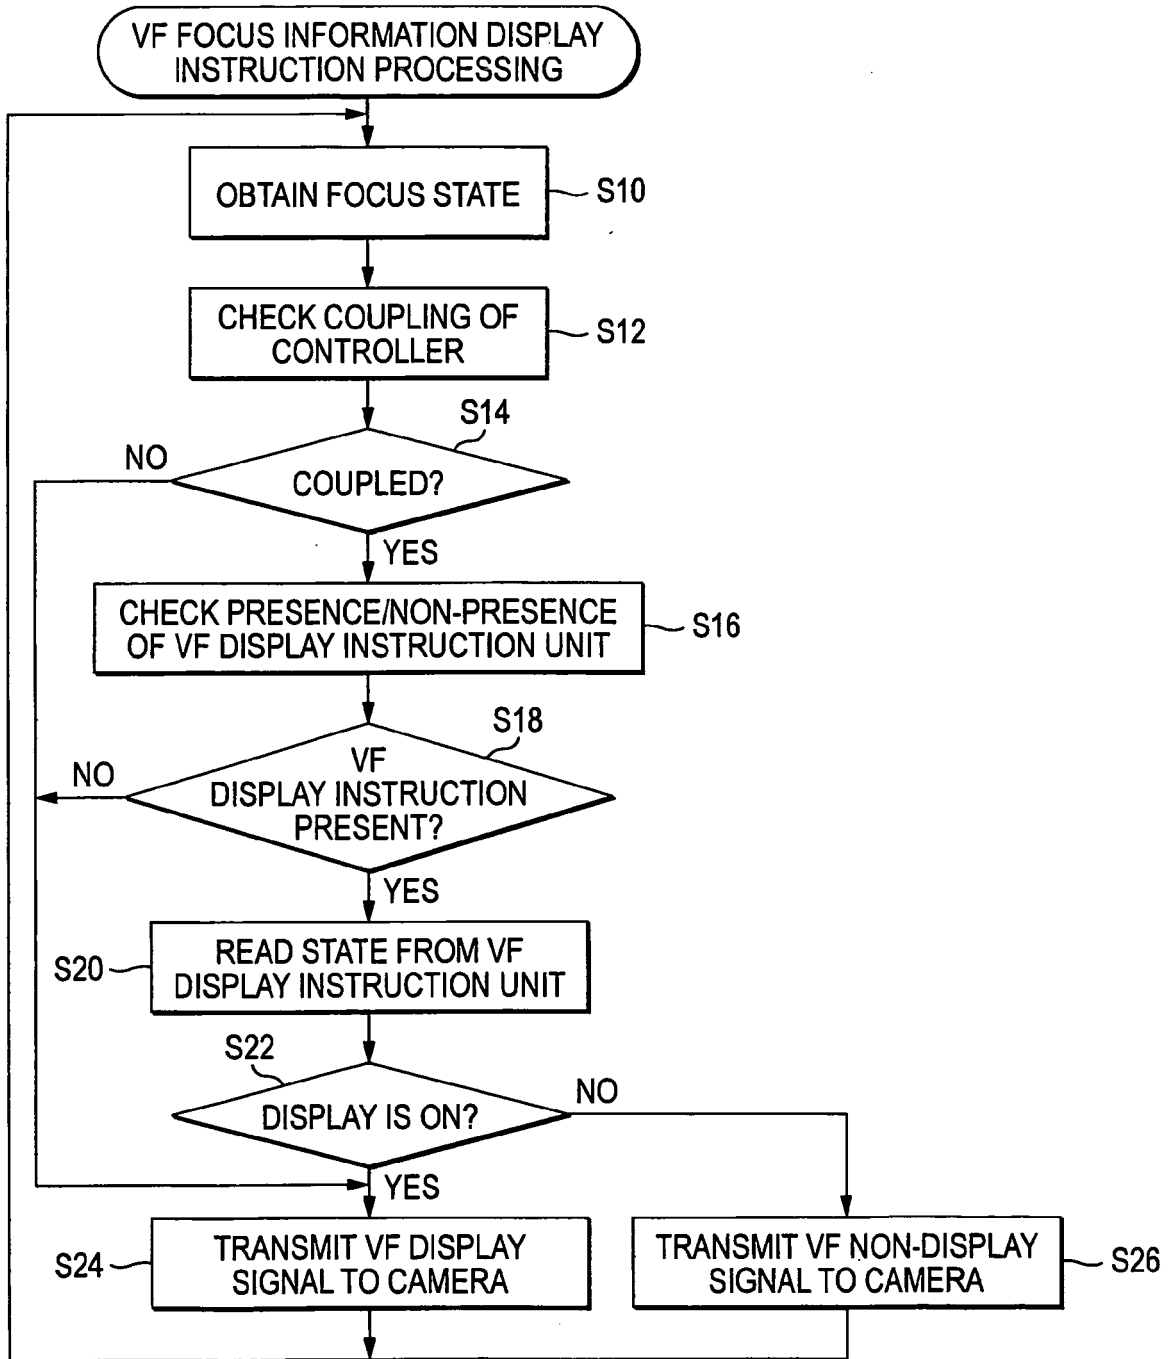 VF FOCUS INFORMATION DISPLAY
INSTRUCTION PROCESSING
OBTAIN FOCUS STATE
S10
CHECK COUPLING OF
CONTROLLER
S12
S14
NO
COUPLED?
YES
CHECK PRESENCE/NON-PRESENCE
OF VF DISPLAY INSTRUCTION UNIT
S16
S18
NO
VF
DISPLAY INSTRUCTION
PRESENT?
YES
S20
READ STATE FROM VF
DISPLAY INSTRUCTION UNIT
S22
NO
DISPLAY IS ON?
YES
S24
TRANSMIT VF DISPLAY
SIGNAL TO CAMERA
TRANSMIT VF NON-DISPLAY
SIGNAL TO CAMERA
S26